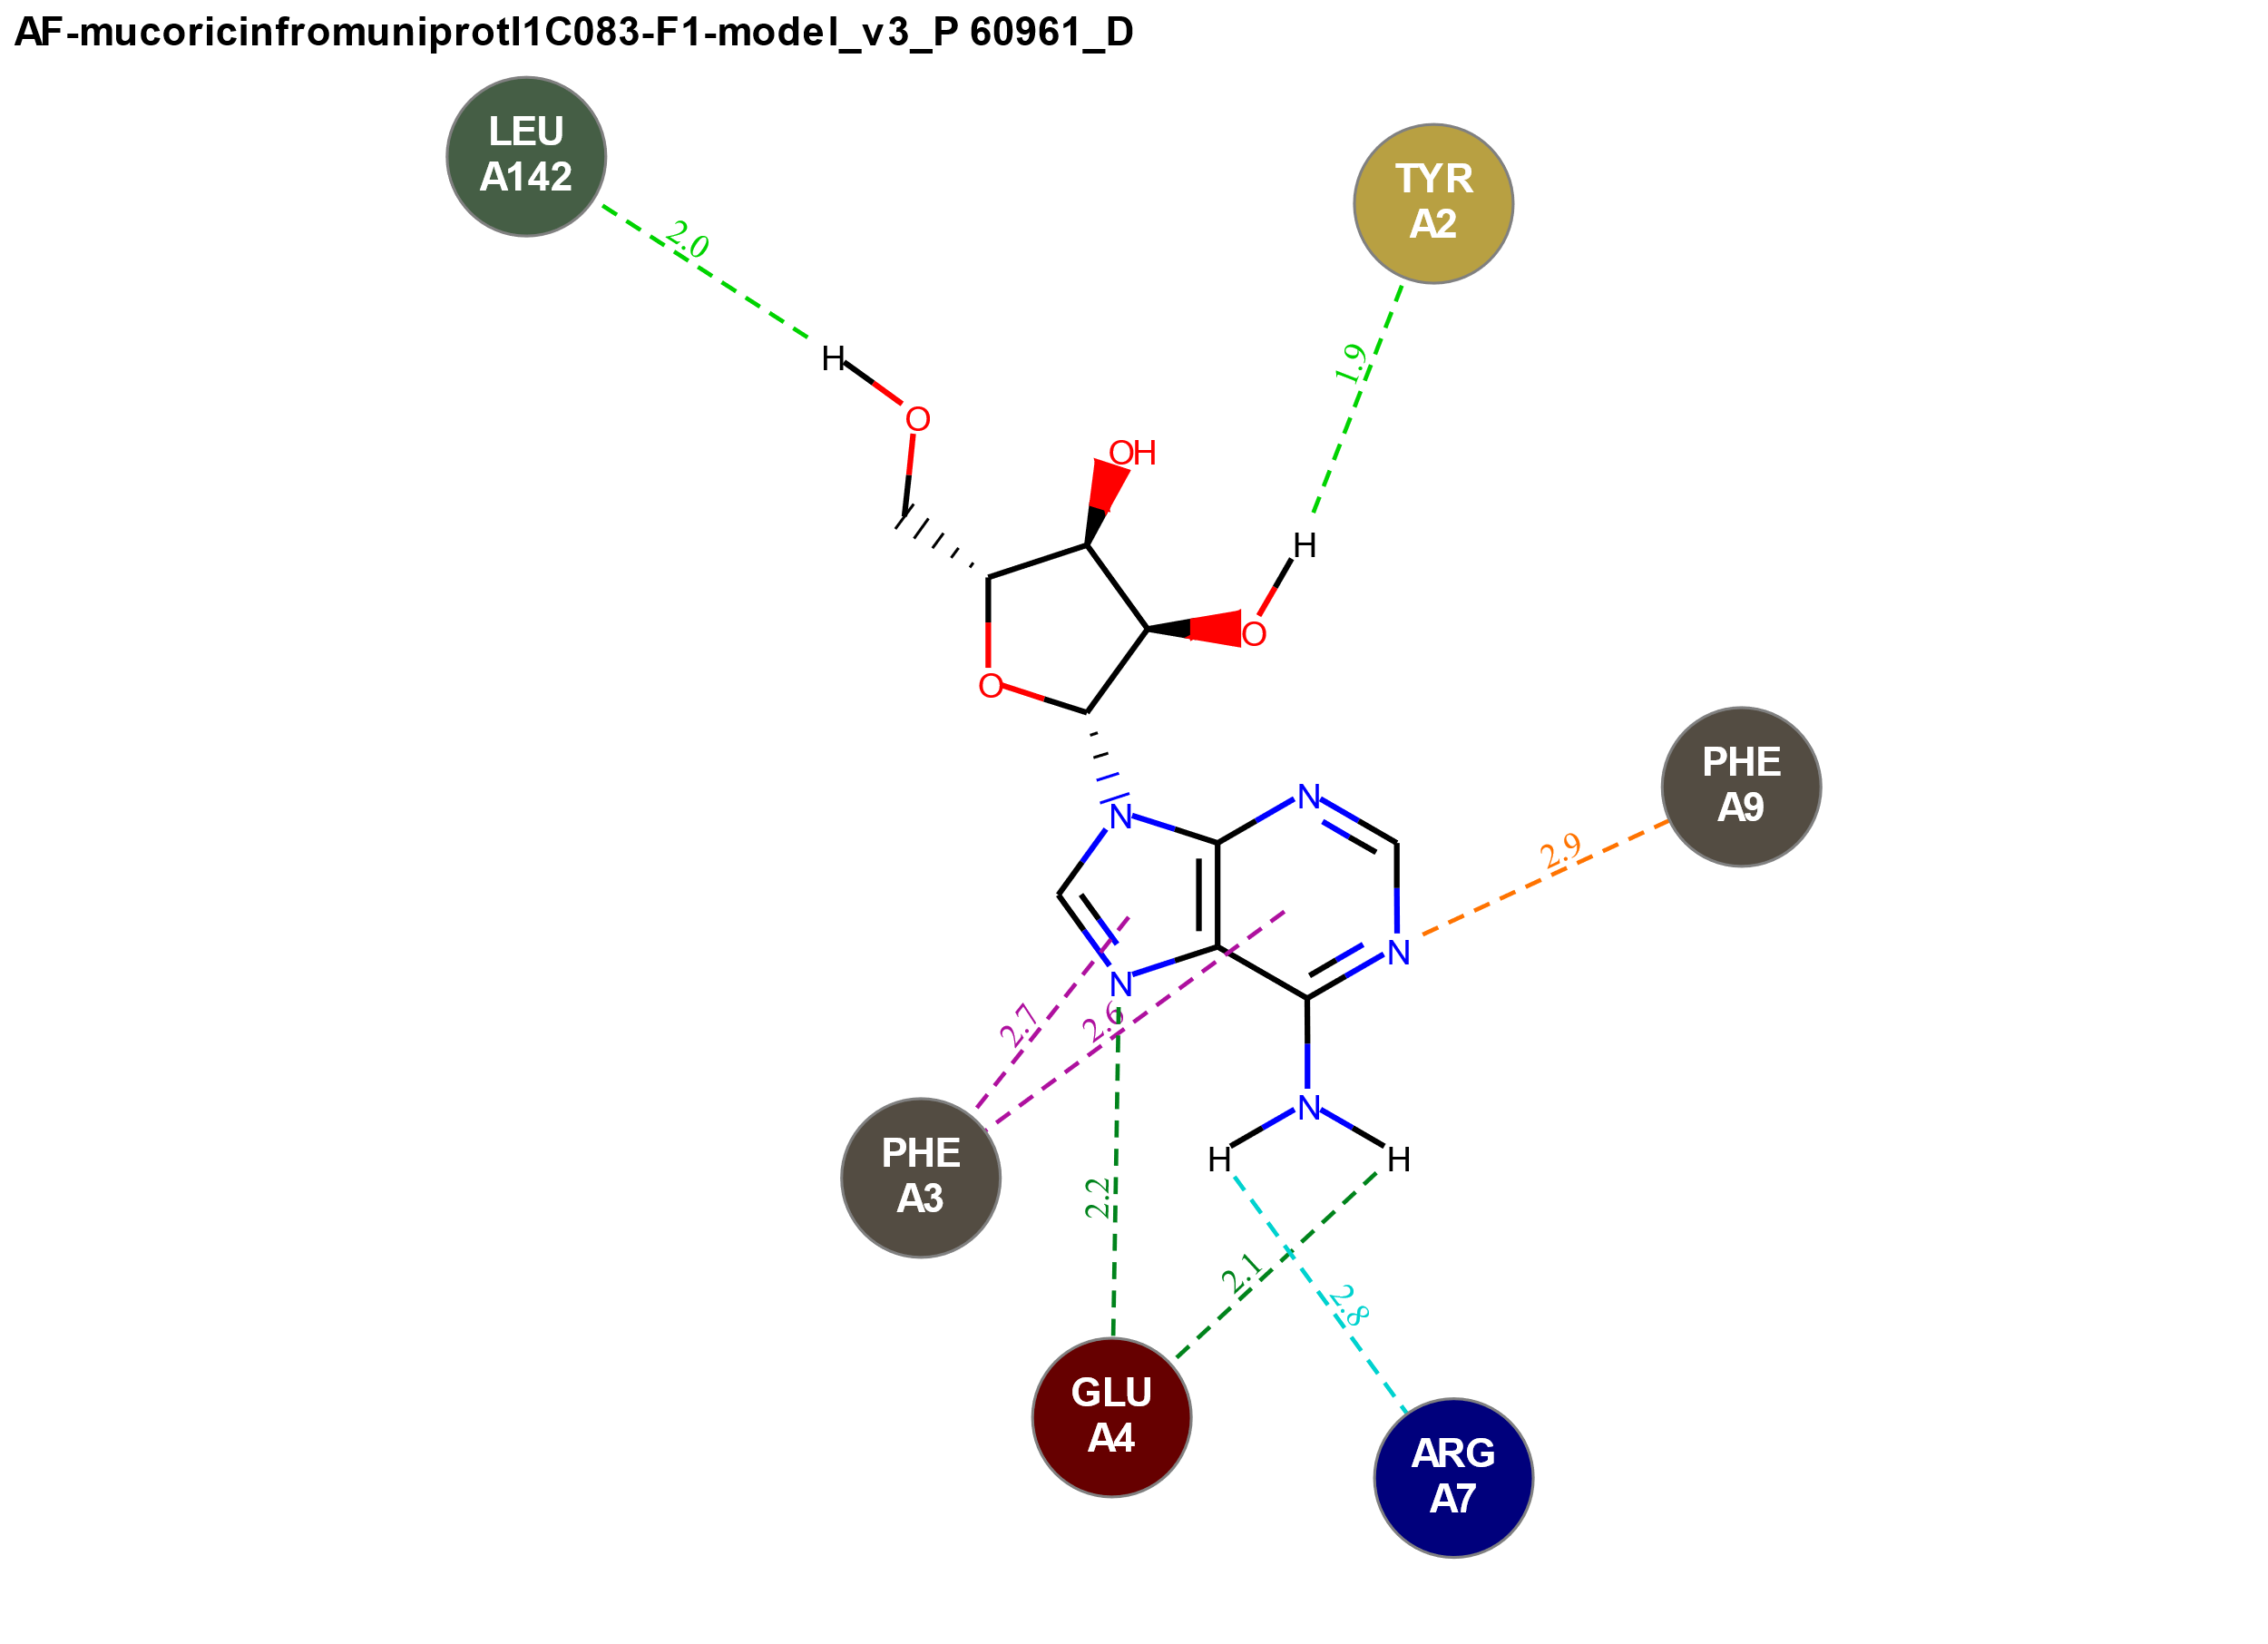 AF-mucoricinfromuniprotI1C083-F1-model_v3_P 60961_D
LEU
A142
TYR
A2
2.0
1.9
H
O
OH
H
O
O
PHE
A9
N
N
2.9
N
N
2.7
2.6
N
H
H
PHE
A3
2.2
2.1
2.8
GLU
A4
ARG
A7